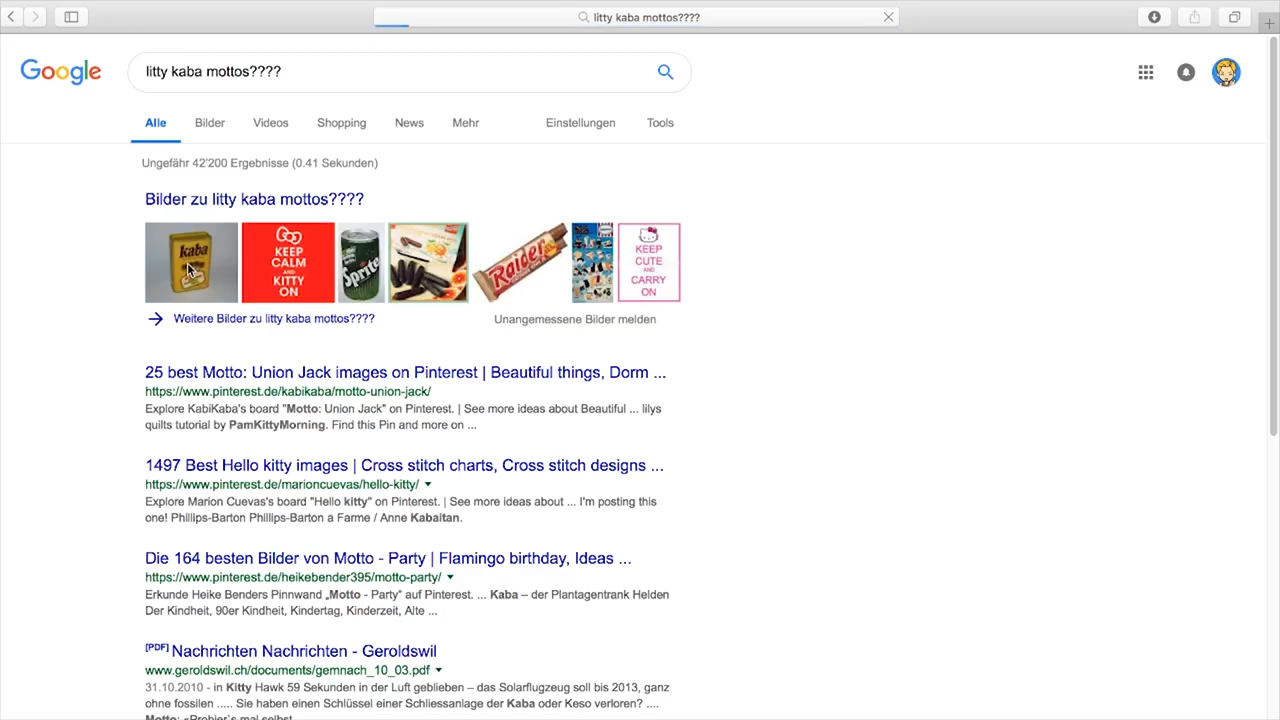 litty kaba mottos????
Google
litty kaba mottos????
Alle
Bilder
Videos
Shopping
News
Mehr
Einstellungen
Tools
Ungefähr 42'200 Ergebnisse (0.41 Sekunden)
Bilder zu litty kaba mottos????
kaba
KEEP
CALM
AND
KITTY
ON
Sprite
Raider
KEEP
CUTE
AND
CARRY
ON
Weitere Bilder zu litty kaba mottos????
Unangemessene Bilder melden
25 best Motto: Union Jack images on Pinterest | Beautiful things, Dorm ...
https://www.pinterest.de/kabikaba/motto-union-jack/
Explore KabiKaba's board "Motto: Union Jack" on Pinterest. | See more ideas about Beautiful ... lilys
quilts tutorial by PamKittyMorning. Find this Pin and more on ...
1497 Best Hello kitty images | Cross stitch charts, Cross stitch designs ...
https://www.pinterest.de/marioncuevas/hello-kitty/
Explore Marion Cuevas's board "Hello kitty" on Pinterest. | See more ideas about ... I'm posting this
one! Phillips-Barton Phillips-Barton a Farme / Anne Kabaitan.
Die 164 besten Bilder von Motto - Party | Flamingo birthday, Ideas ...
https://www.pinterest.de/heikebender395/motto-party/
Erkunde Heike Benders Pinnwand „Motto - Party" auf Pinterest. ... Kaba – der Plantagentrank Helden
Der Kindheit, 90er Kindheit, Kindertag, Kinderzeit, Alte ...
[PDF] Nachrichten Nachrichten - Geroldswil
www.geroldswil.ch/documents/gemnach_10_03.pdf
31.10.2010 - in Kitty Hawk 59 Sekunden in der Luft geblieben – das Solarflugzeug soll bis 2013, ganz
ohne fossilen ..... Sie haben einen Schlüssel einer Schliessanlage der Kaba oder Keso verloren? ....
Motto: «Probier's mal selbst